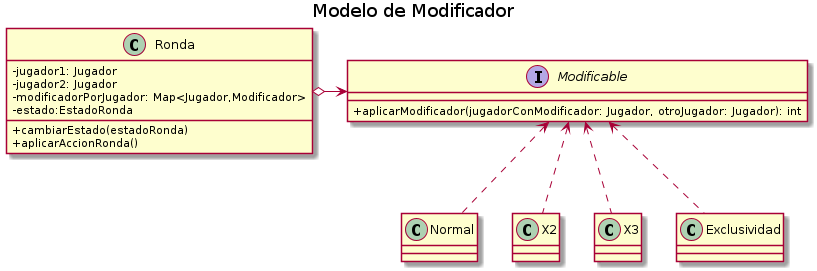 Modelo de Modificador
C Ronda
-jugador1: Jugador
-jugador2: Jugador
-modificadorPorJugador: Map<Jugador,Modificador>
-estado:EstadoRonda
+cambiarEstado(estadoRonda)
+aplicarAccionRonda()
I Modificable
+aplicarModificador(jugadorConModificador: Jugador, otroJugador: Jugador): int
C Normal
C X2
C X3
C Exclusividad